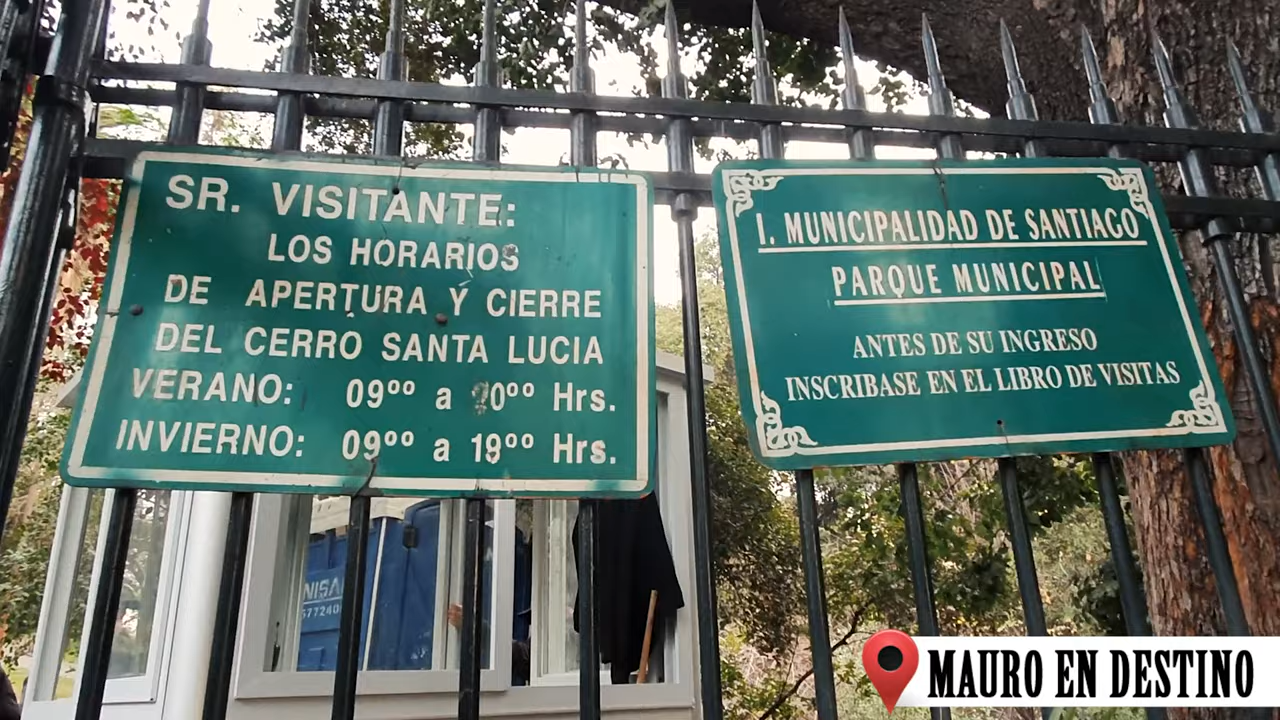 SR. VISITANTE:
LOS HORARIOS
DE APERTURA Y CIERRE
DEL CERRO SANTA LUCIA
VERANO: 09ºº a 20ºº Hrs.
INVIERNO: 09ºº a 19ºº Hrs.
I. MUNICIPALIDAD DE SANTIAGO
PARQUE MUNICIPAL
ANTES DE SU INGRESO
INSCRIBASE EN EL LIBRO DE VISITAS
MAURO EN DESTINO